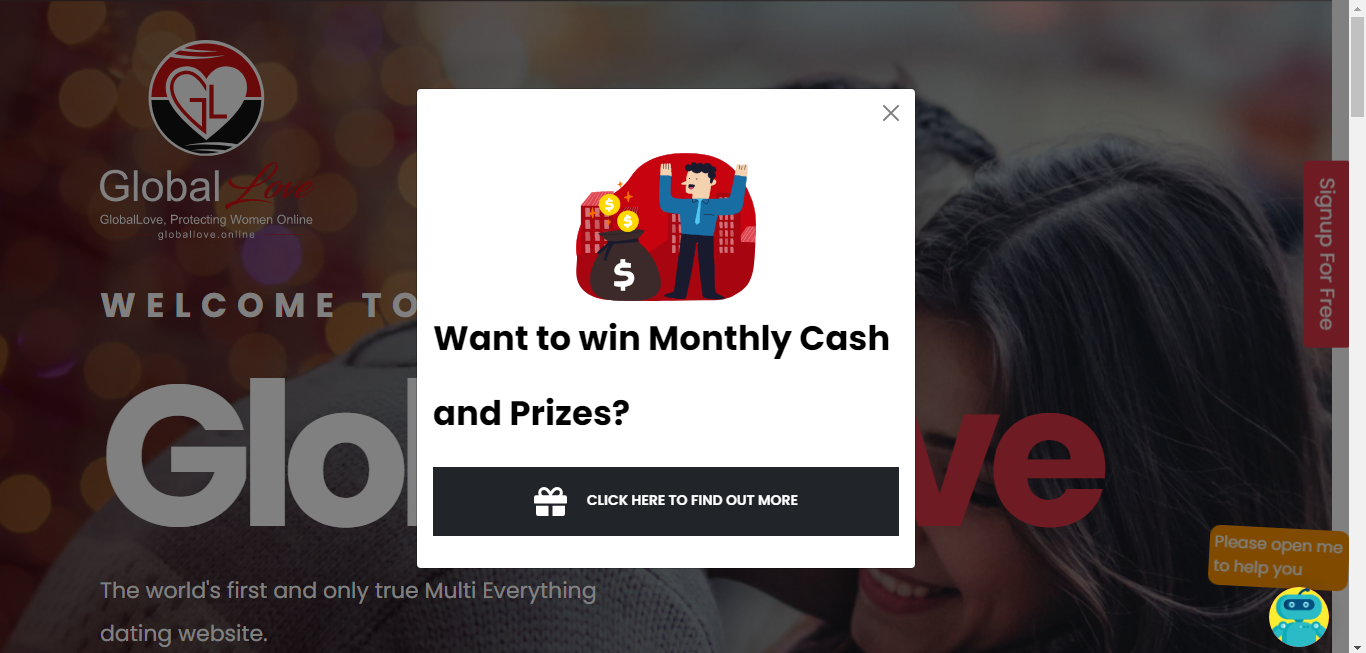 GL
Global Love
GlobalLove, Protecting Women Online
globallove.online
WELCOME TO
Glo
ve
The world's first and only true Multi Everything
dating website.
$
$
$
Want to win Monthly Cash
and Prizes?
CLICK HERE TO FIND OUT MORE
Signup For Free
Please open me
to help you